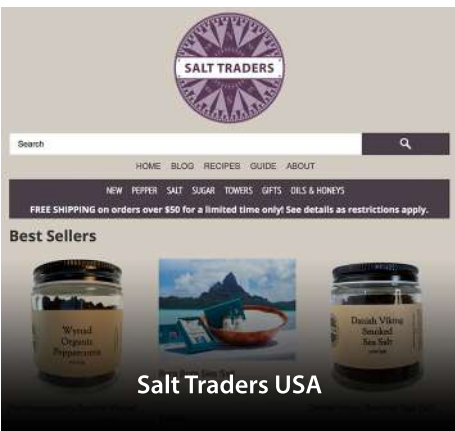 SALT TRADERS
Search
HOME BLOG RECIPES GUIDE ABOUT
NEW PEPPER SALT SUGAR TOWERS GIFTS OILS & HONEYS
FREE SHIPPING on orders over $50 for a limited time only! See details as restrictions apply.
Best Sellers
Wynad
Organic
Peppercorns
Danish Viking
Smoked
Sea Salt
Salt Traders USA